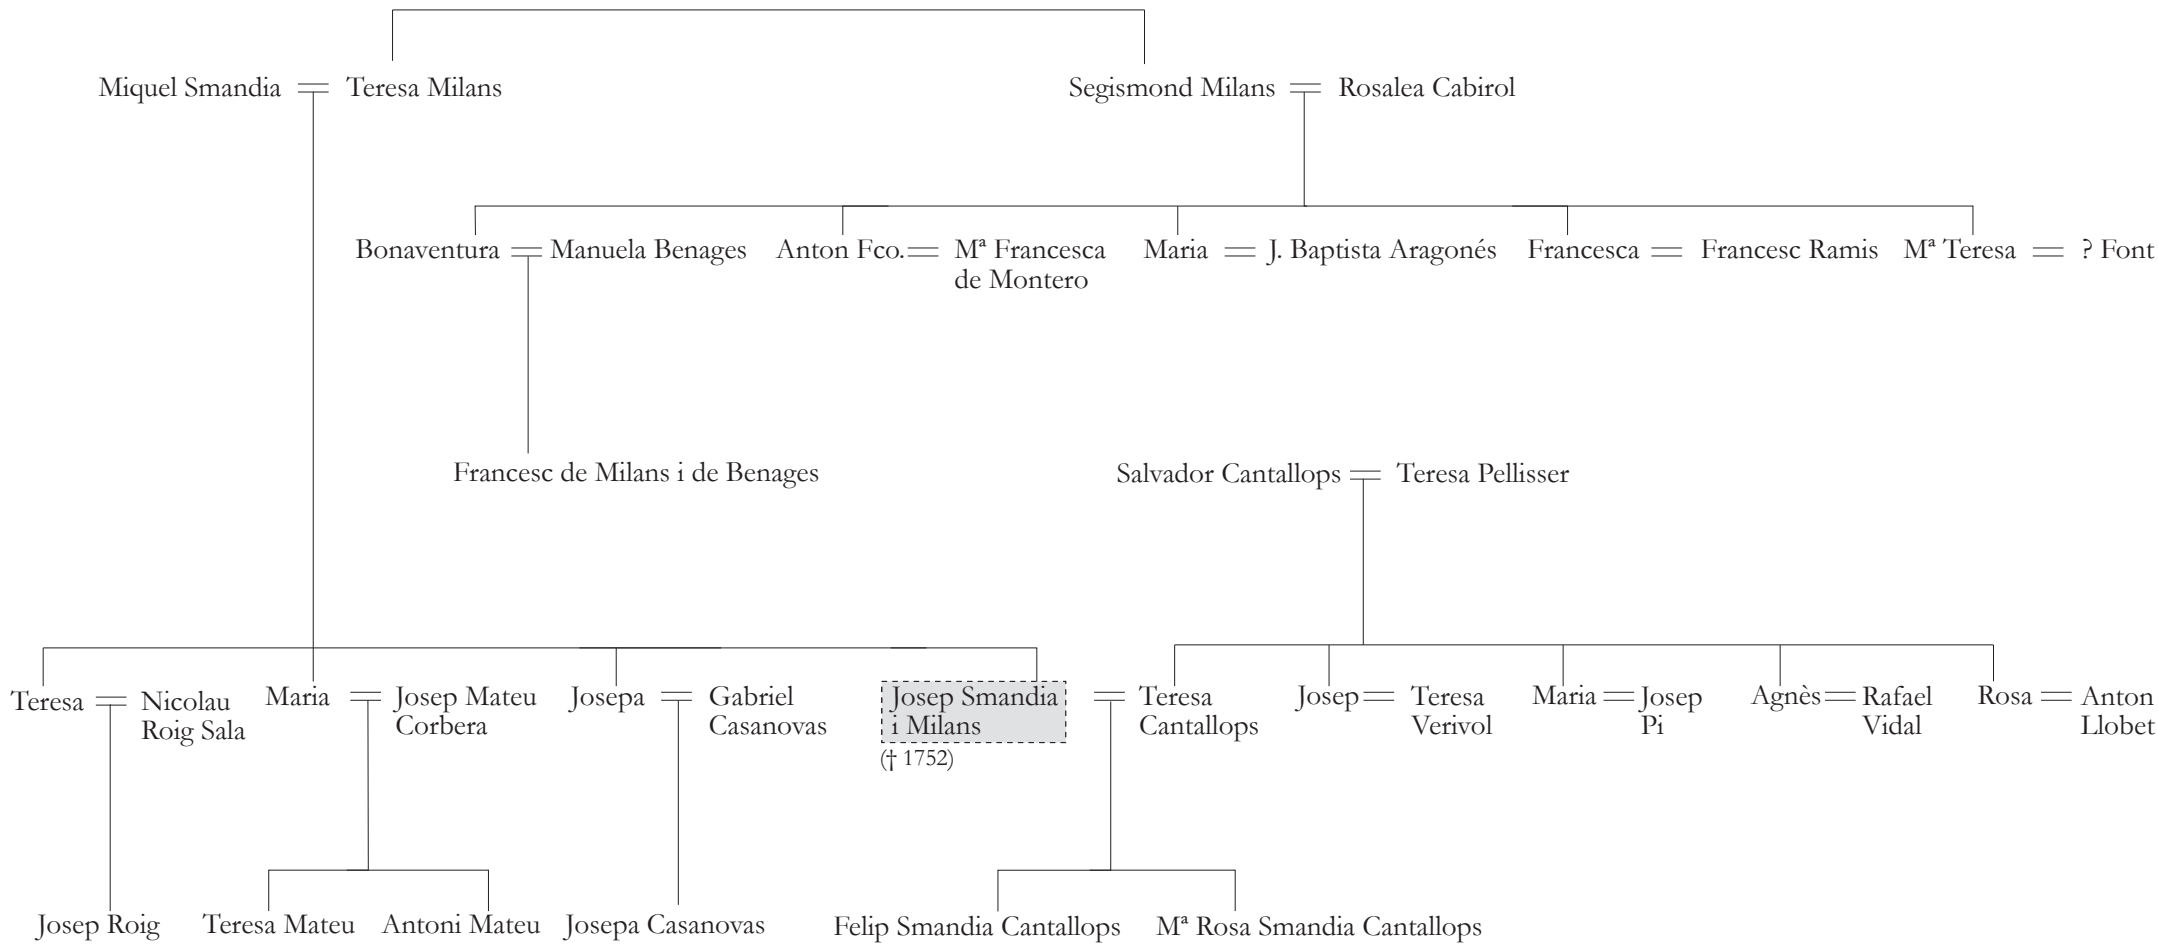 Miquel Smandia Teresa Milans Segismond Milans Rosalea Cabirol
Bonaventura Manuela Benages Anton Fco. Mª Francesca Maria J. Baptista Aragonés Francesca Francesc Ramis Mª Teresa ? Font
de Montero
Francesc de Milans i de Benages Salvador Cantallops Teresa Pellisser
Teresa Nicolau Maria Josep Mateu Josepa Gabriel Josep Smandia Teresa Josep Teresa Maria Josep Agnès Rafael Rosa Anton
Roig Sala Corbera Casanovas i Milans Cantallops Verivol Pi Vidal Llobet
(† 1752)
Josep Roig Teresa Mateu Antoni Mateu Josepa Casanovas Felip Smandia Cantallops Mª Rosa Smandia Cantallops